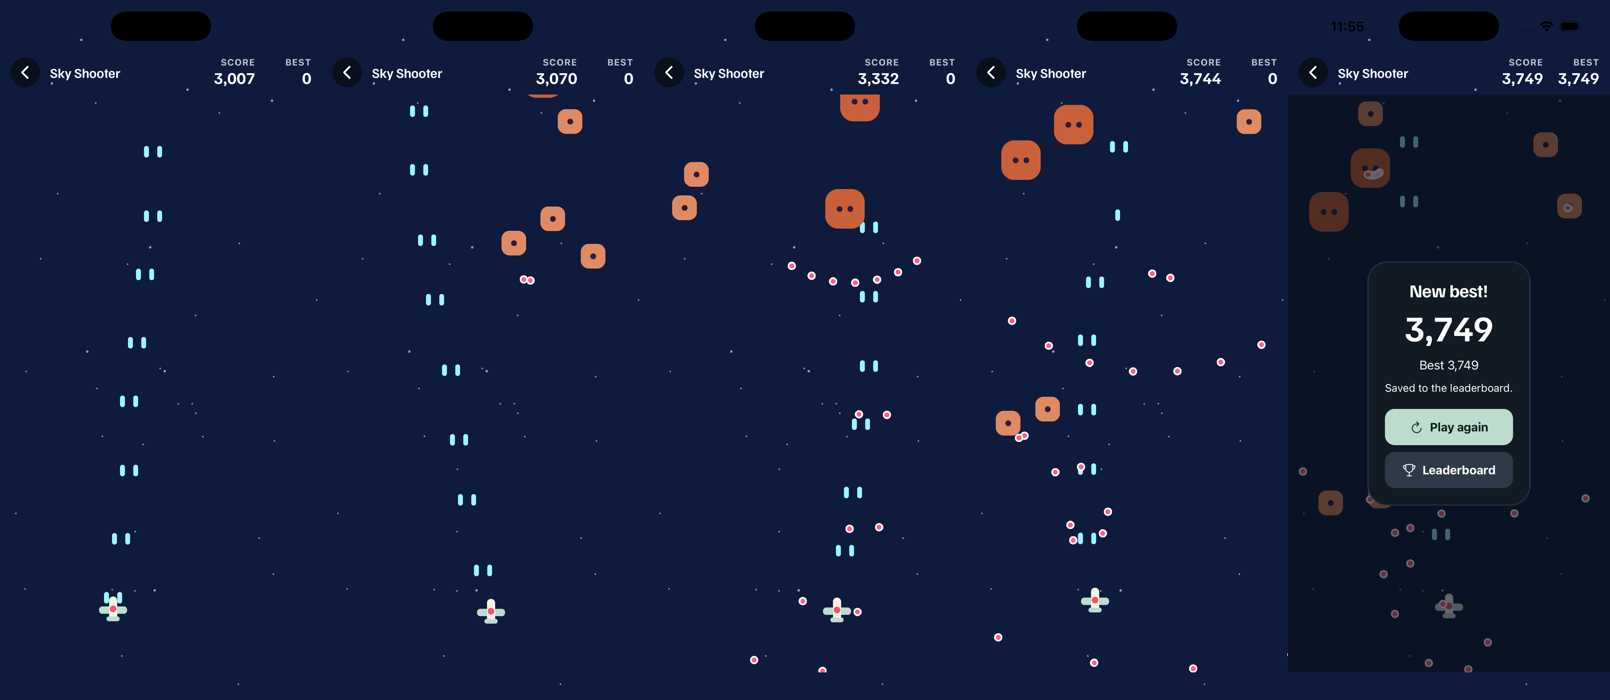 Sky Shooter
SCORE
3,007
BEST
0
Sky Shooter
SCORE
3,070
BEST
0
Sky Shooter
SCORE
3,332
BEST
0
Sky Shooter
SCORE
3,744
BEST
0
11:55
Sky Shooter
SCORE
3,749
BEST
3,749
New best!
3,749
Best 3,749
Saved to the leaderboard.
Play again
Leaderboard